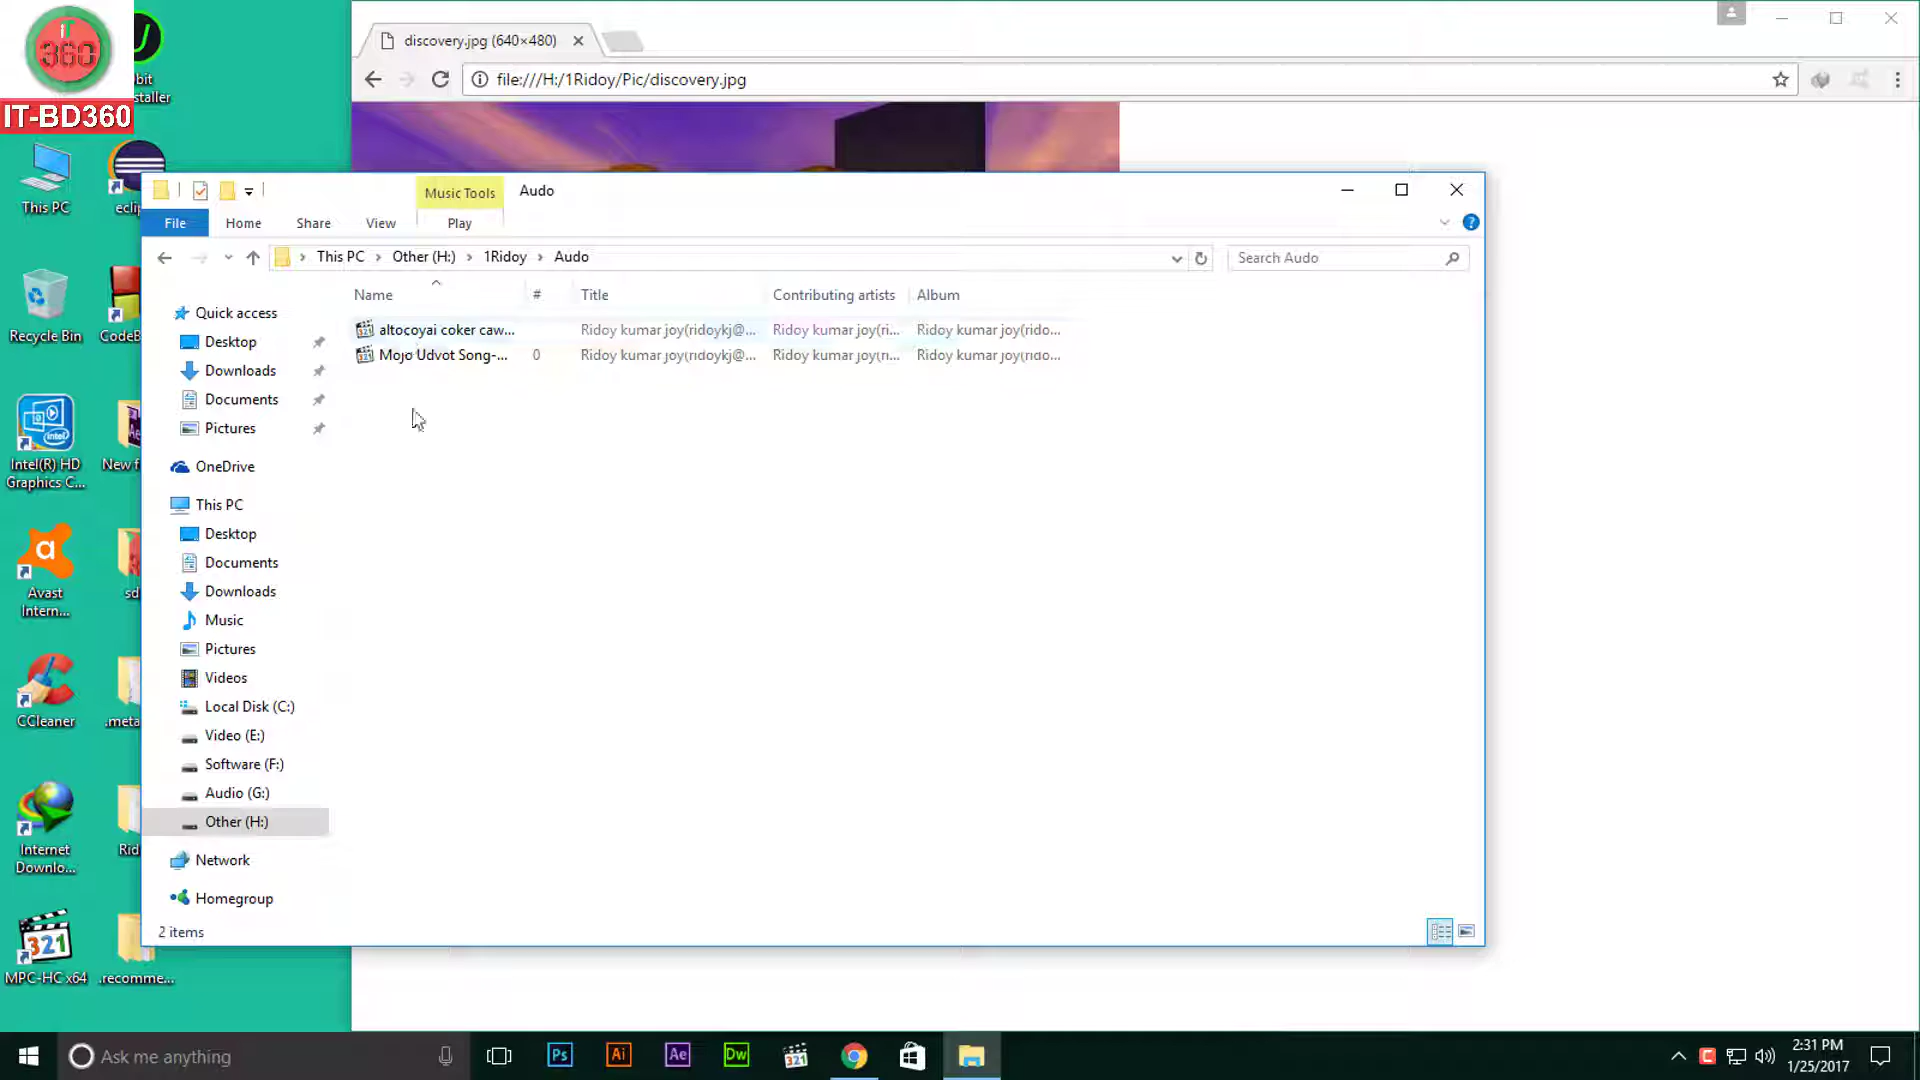 iT
360
IT-BD360
bit
staller
This PC
eclip
Recycle Bin
CodeB
Intel(R) HD
Graphics C...
New f
Avast
Intern...
sd
CCleaner
.meta
Internet
Downlo...
Rid
MPC-HC x64
.recomme...
discovery.jpg (640×480)
file:///H:/1Ridoy/Pic/discovery.jpg
Music Tools
Audo
File
Home
Share
View
Play
This PC
Other (H:)
1Ridoy
Audo
Search Audo
Name
#
Title
Contributing artists
Album
altocoyai coker caw...
Ridoy kumar joy(ridoykj@...
Ridoy kumar joy(ri...
Ridoy kumar joy(rido...
Mojo Udvot Song-...
0
Ridoy kumar joy(ridoykj@...
Ridoy kumar joy(ri...
Ridoy kumar joy(rido...
Quick access
Desktop
Downloads
Documents
Pictures
OneDrive
This PC
Desktop
Documents
Downloads
Music
Pictures
Videos
Local Disk (C:)
Video (E:)
Software (F:)
Audio (G:)
Other (H:)
Network
Homegroup
2 items
Ask me anything
Ps
Ai
Ae
Dw
321
2:31 PM
1/25/2017